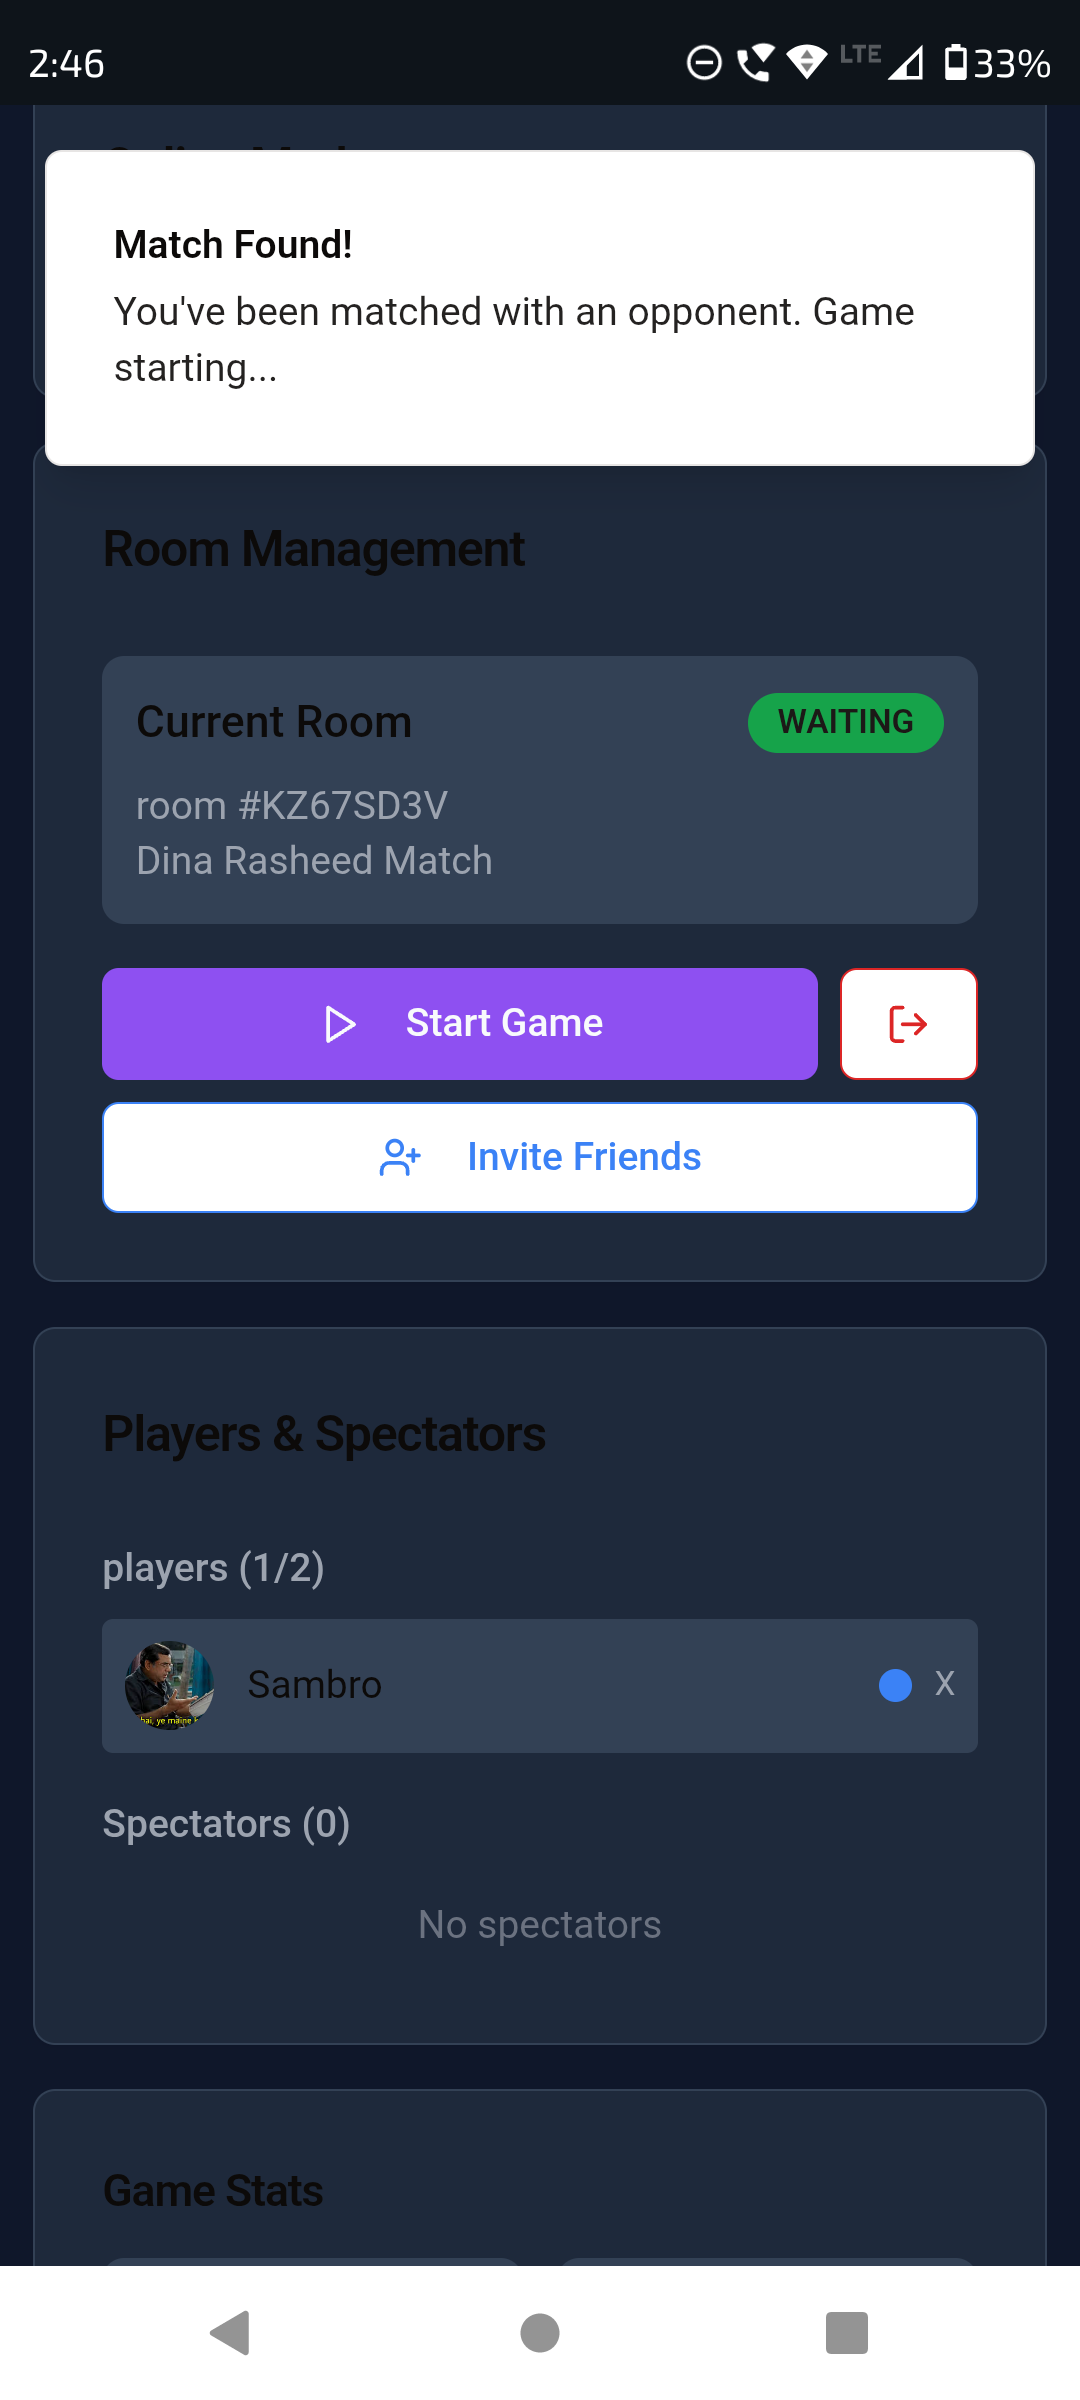 2:46
LTE
33%
Match Found!
You've been matched with an opponent. Game
starting...
Room Management
Current Room
WAITING
room #KZ67SD3V
Dina Rasheed Match
Start Game
Invite Friends
Players & Spectators
players (1/2)
Sambro
X
Spectators (0)
No spectators
Game Stats